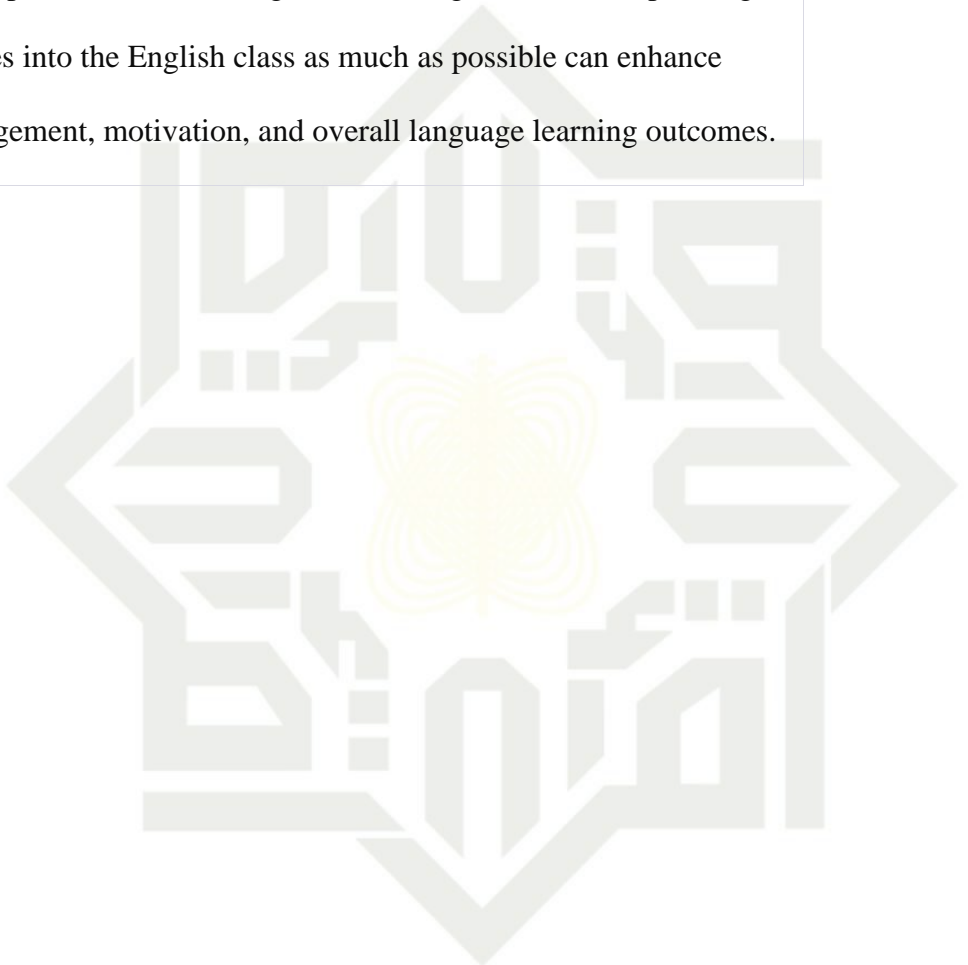 es into the English class as much as possible can enhance
gement, motivation, and overall language learning outcomes.